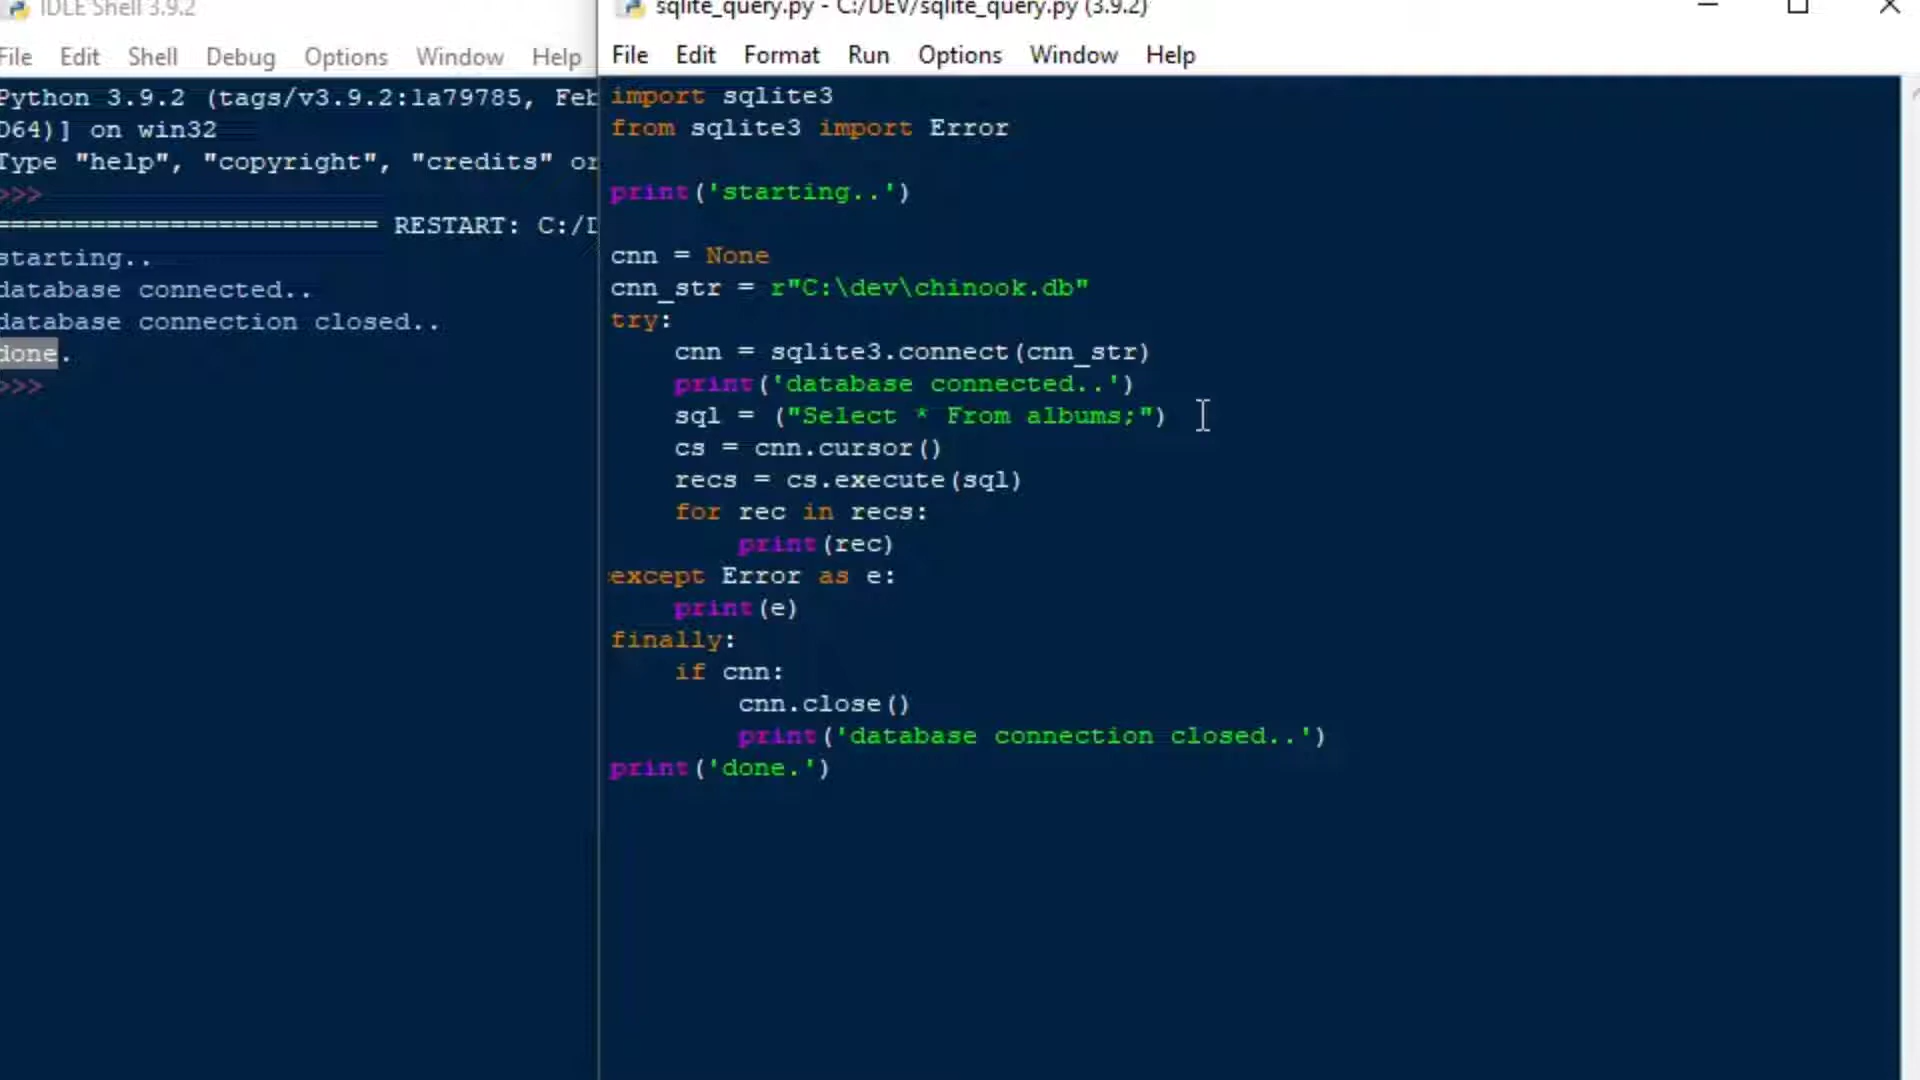 IDLE Shell 3.9.2
File Edit Shell Debug Options Window Help
Python 3.9.2 (tags/v3.9.2:1a79785, Feb
D64)] on win32
Type "help", "copyright", "credits" or
>>>
======================== RESTART: C:/D
starting..
database connected..
database connection closed..
done.
>>>
sqlite_query.py - C:/DEV/sqlite_query.py (3.9.2)
File Edit Format Run Options Window Help
import sqlite3
from sqlite3 import Error
print('starting..')
cnn = None
cnn_str = r"C:\dev\chinook.db"
try:
    cnn = sqlite3.connect(cnn_str)
    print('database connected..')
    sql = ("Select * From albums;")
    cs = cnn.cursor()
    recs = cs.execute(sql)
    for rec in recs:
        print(rec)
except Error as e:
    print(e)
finally:
    if cnn:
        cnn.close()
        print('database connection closed..')
print('done.')